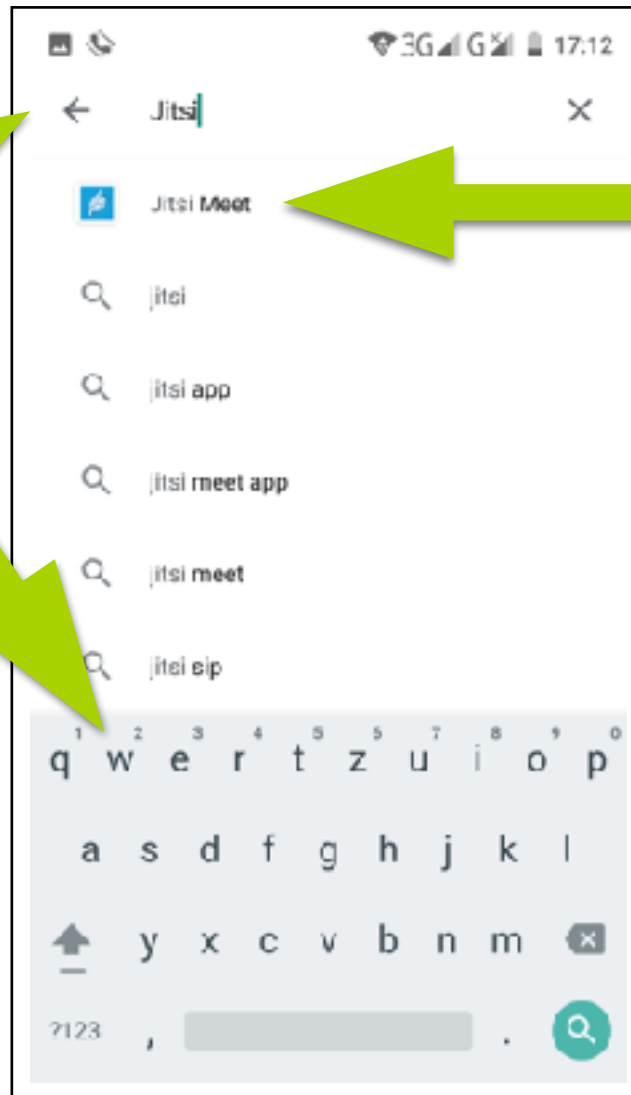 3G G 17:12
Jitsi
Jitsi Meet
jitsi
jitsi app
jitsi meet app
jitsi meet
jitsi sip
1 2 3 4 5 5 7 8 9 0
q w e r t z u i o p
a s d f g h j k l
y x c v b n m
?123 , .